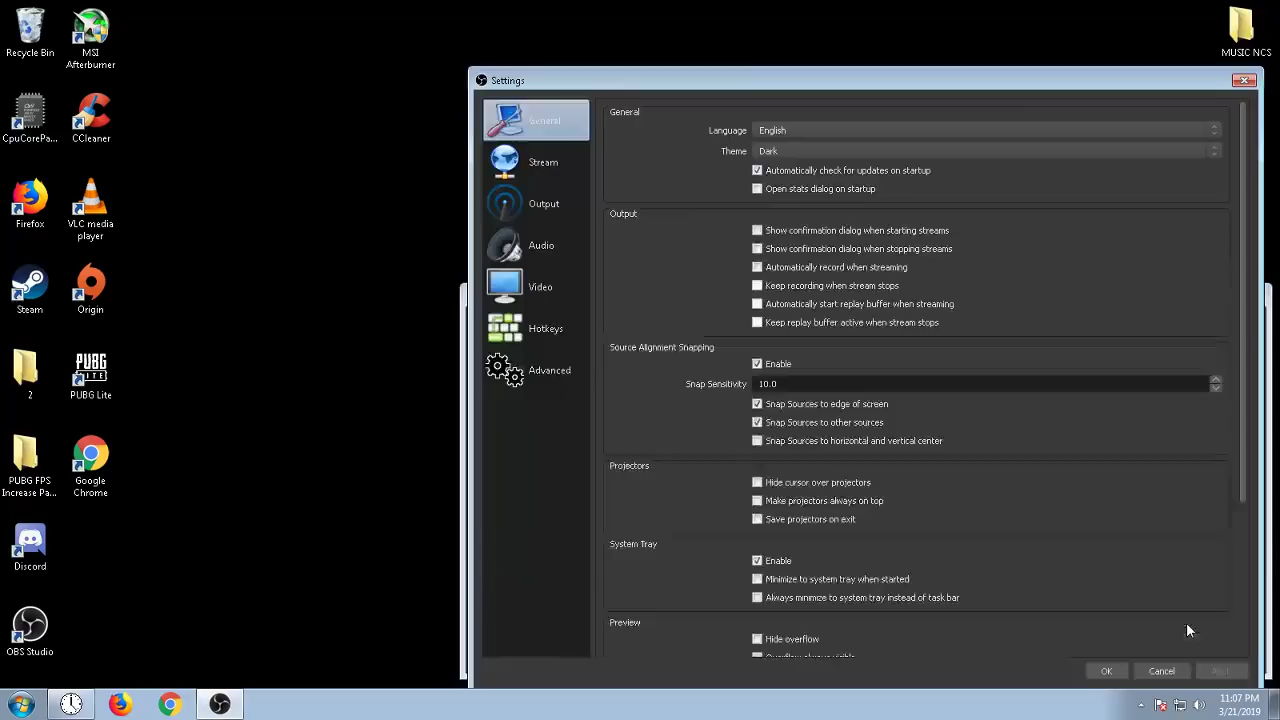 Recycle Bin
MSI Afterburner
CpuCorePa...
CCleaner
Firefox
VLC media player
Steam
Origin
2
PUBG LITE
PUBG Lite
PUBG FPS Increase Pa...
Google Chrome
Discord
OBS Studio
MUSIC NCS
Settings
General
Stream
Output
Audio
Video
Hotkeys
Advanced
General
Language English
Theme Dark
Automatically check for updates on startup
Open stats dialog on startup
Output
Show confirmation dialog when starting streams
Show confirmation dialog when stopping streams
Automatically record when streaming
Keep recording when stream stops
Automatically start replay buffer when streaming
Keep replay buffer active when stream stops
Source Alignment Snapping
Enable
Snap Sensitivity 10.0
Snap Sources to edge of screen
Snap Sources to other sources
Snap Sources to horizontal and vertical center
Projectors
Hide cursor over projectors
Make projectors always on top
Save projectors on exit
System Tray
Enable
Minimize to system tray when started
Always minimize to system tray instead of task bar
Preview
Hide overflow
Overflow always visible
OK Cancel
11:07 PM
3/21/2019